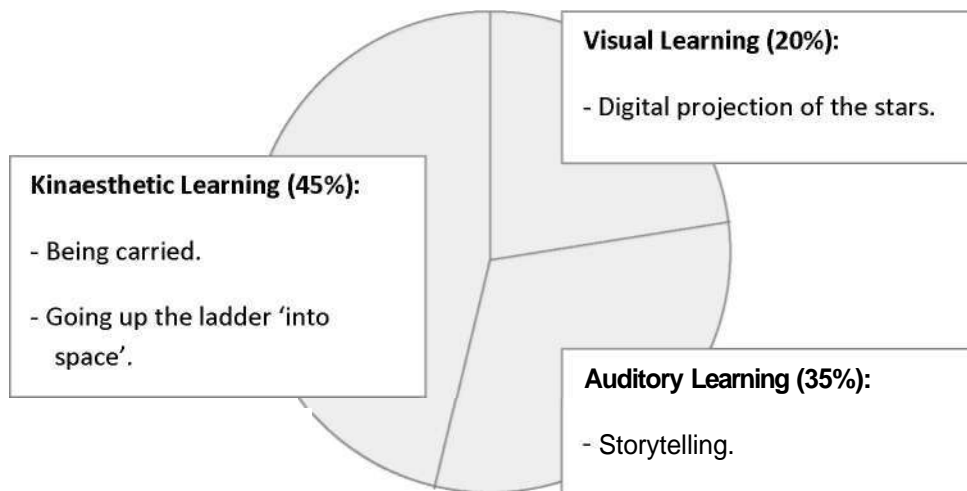 Visual Learning (20%):
- Digital projection of the stars.
Kinaesthetic Learning (45%):
- Being carried.
- Going up the ladder ‘into
space’.
Auditory Learning (35%):
- Storytelling.